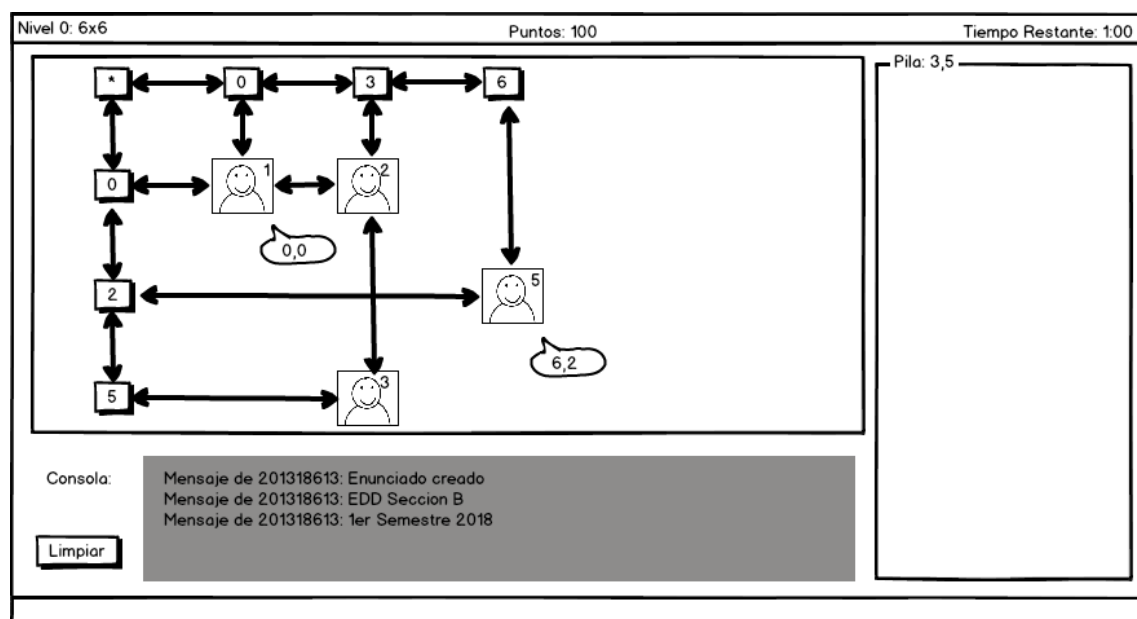 Nivel 0: 6x6 Puntos: 100 Tiempo Restante: 1:00
Pila: 3,5
* 0 3 6
0 1 2
0,0
2 5
6,2
5 3
Consola:
Mensaje de 201318613: Enunciado creado
Mensaje de 201318613: EDD Seccion B
Mensaje de 201318613: 1er Semestre 2018
Limpiar